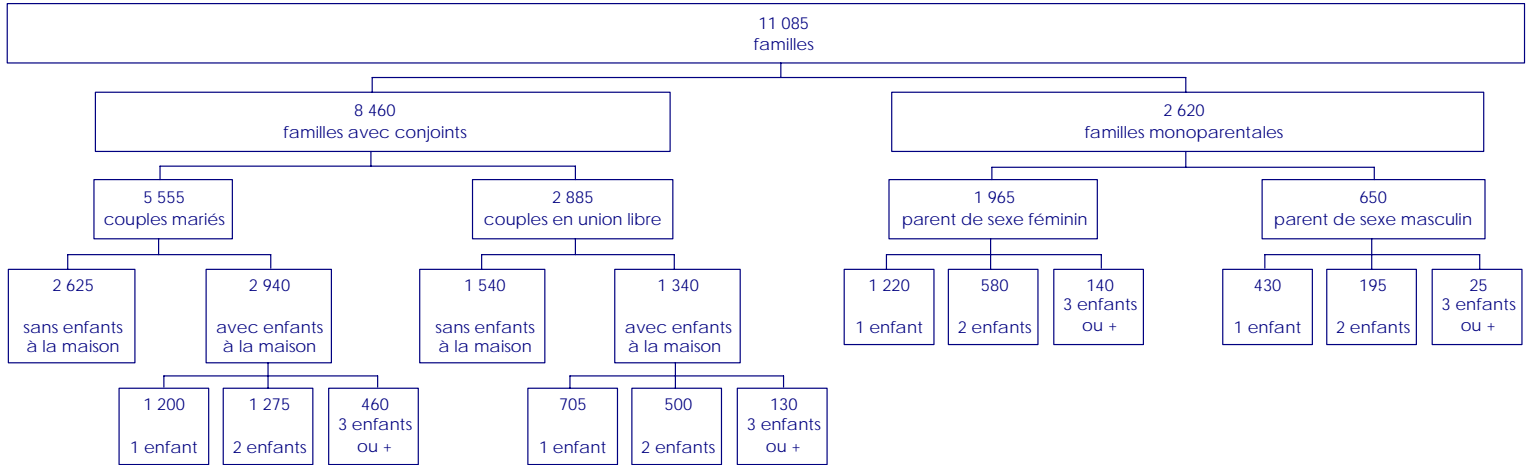 11 085
familles
8 460
familles avec conjoints
2 620
familles monoparentales
5 555
couples mariés
2 885
couples en union libre
1 965
parent de sexe féminin
650
parent de sexe masculin
2 625
sans enfants
à la maison
2 940
avec enfants
à la maison
1 540
sans enfants
à la maison
1 340
avec enfants
à la maison
1 220
1 enfant
580
2 enfants
140
3 enfants
ou +
430
1 enfant
195
2 enfants
25
3 enfants
ou +
1 200
1 enfant
1 275
2 enfants
460
3 enfants
ou +
705
1 enfant
500
2 enfants
130
3 enfants
ou +